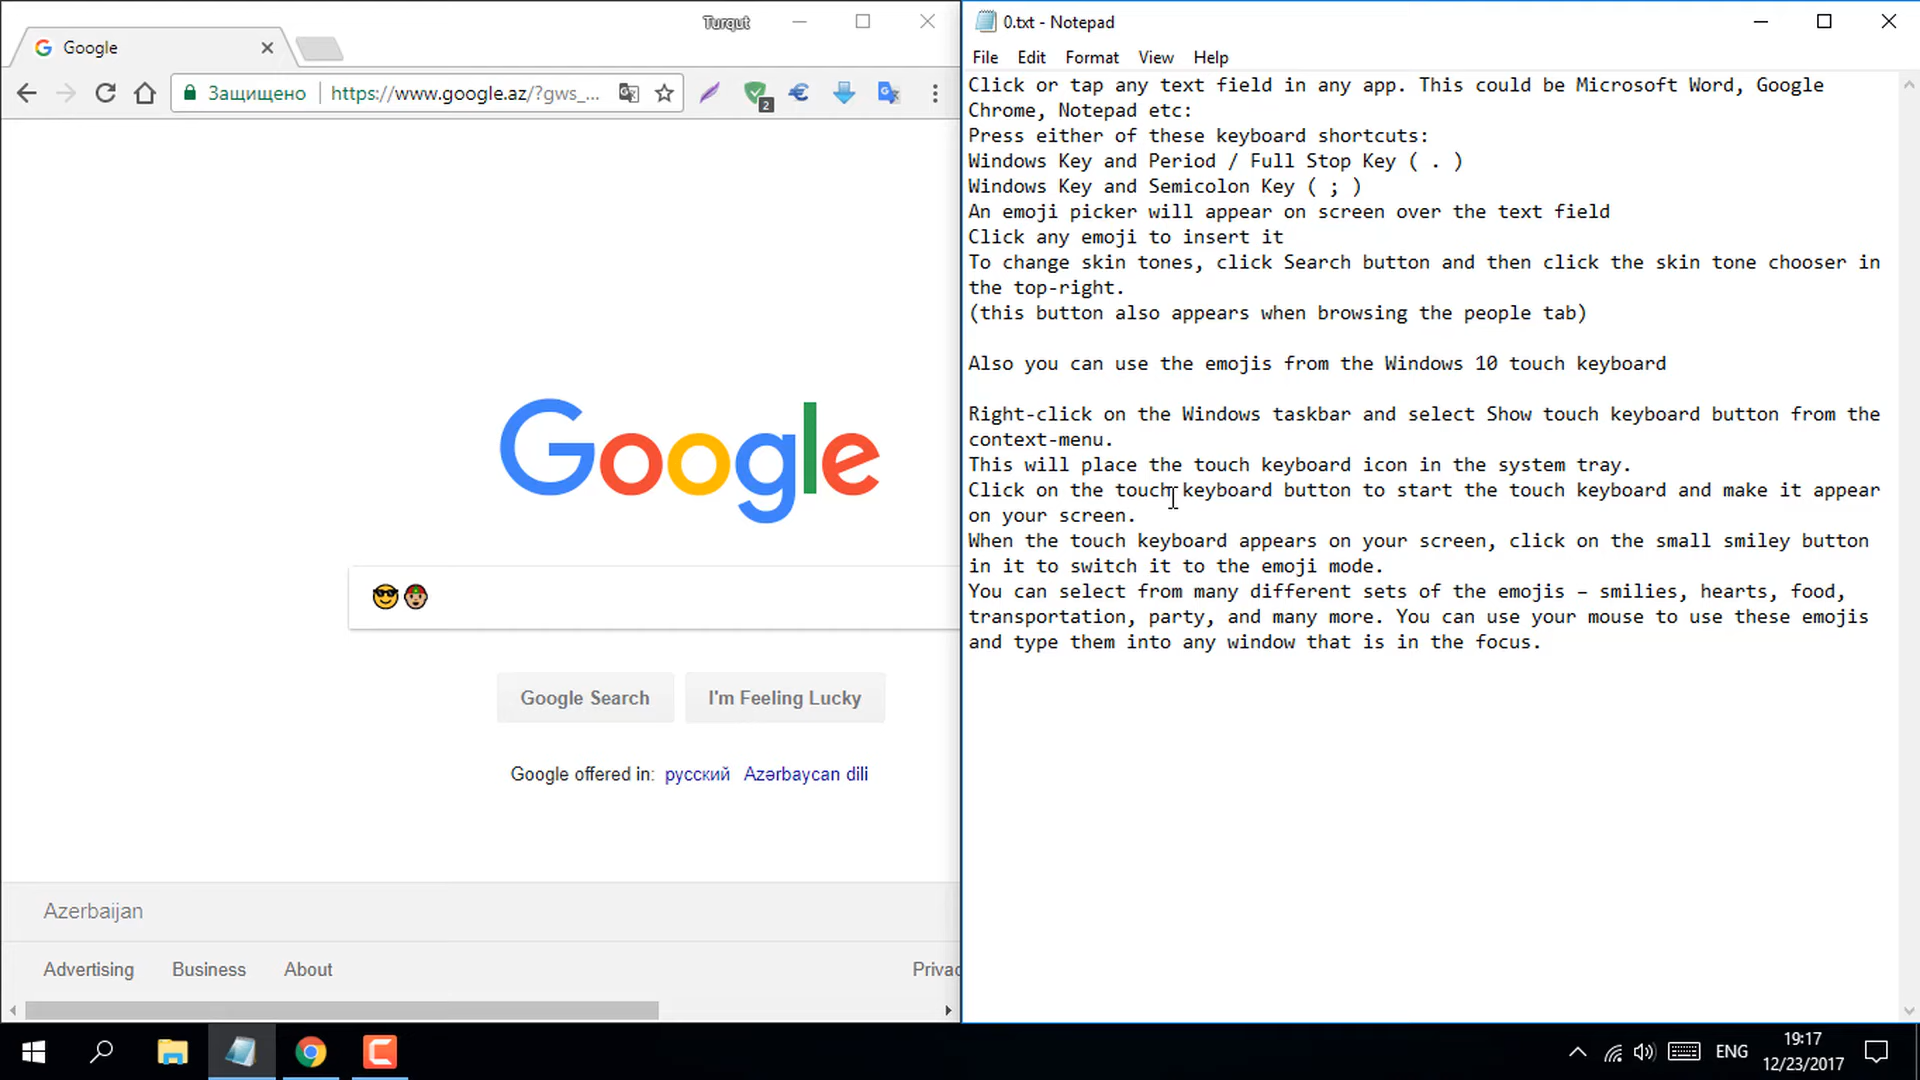 Turqut
Google
Защищено
https://www.google.az/?gws_...
2
Google
😎👲🏽
Google Search
I'm Feeling Lucky
Google offered in: русский Azərbaycan dili
Azerbaijan
Advertising Business About Privac
0.txt - Notepad
File Edit Format View Help
Click or tap any text field in any app. This could be Microsoft Word, Google
Chrome, Notepad etc:
Press either of these keyboard shortcuts:
Windows Key and Period / Full Stop Key ( . )
Windows Key and Semicolon Key ( ; )
An emoji picker will appear on screen over the text field
Click any emoji to insert it
To change skin tones, click Search button and then click the skin tone chooser in
the top-right.
(this button also appears when browsing the people tab)
Also you can use the emojis from the Windows 10 touch keyboard
Right-click on the Windows taskbar and select Show touch keyboard button from the
context-menu.
This will place the touch keyboard icon in the system tray.
Click on the touch keyboard button to start the touch keyboard and make it appear
on your screen.
When the touch keyboard appears on your screen, click on the small smiley button
in it to switch it to the emoji mode.
You can select from many different sets of the emojis – smilies, hearts, food,
transportation, party, and many more. You can use your mouse to use these emojis
and type them into any window that is in the focus.
ENG
19:17
12/23/2017